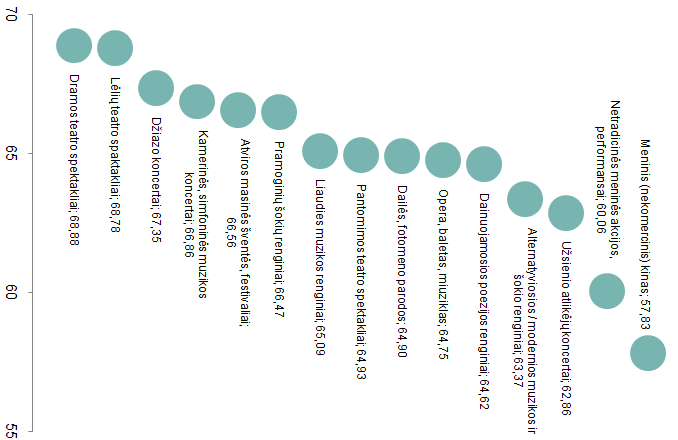 70
65
60
55
Dramos teatro spektakliai; 68,88
Lėlių teatro spaktakliai; 68,78
Džiazo koncertai; 67,35
Kamerinės, simfoninės muzikos
koncertai; 66,86
Atviros masinės šventės, festivaliai;
66,56
Pramoginių šokių renginiai; 66,47
Liaudies muzikos renginiai; 65,09
Pantomimos teatro spektakliai; 64,93
Dailės, fotomeno parodos; 64,90
Opera, baletas, miuziklas; 64,75
Dainuojamosios poezijos renginiai; 64,62
Alternatyviosios / modernios muzikos ir
šokio renginiai; 63,37
Užsienio atlikėjų koncertai; 62,86
Netradicinės meninės akcijos,
performansai; 60,06
Meninis (nekomercinis) kinas; 57,83